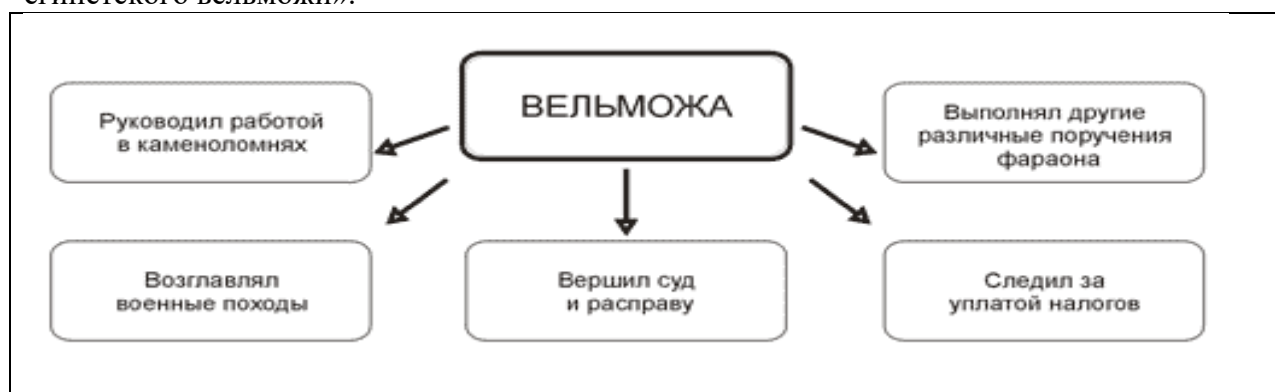 египетского вельможи».
ВЕЛЬМОЖА
Руководил работой
в каменоломнях
Выполнял другие
различные поручения
фараона
Возглавлял
военные походы
Вершил суд
и расправу
Следил за
уплатой налогов